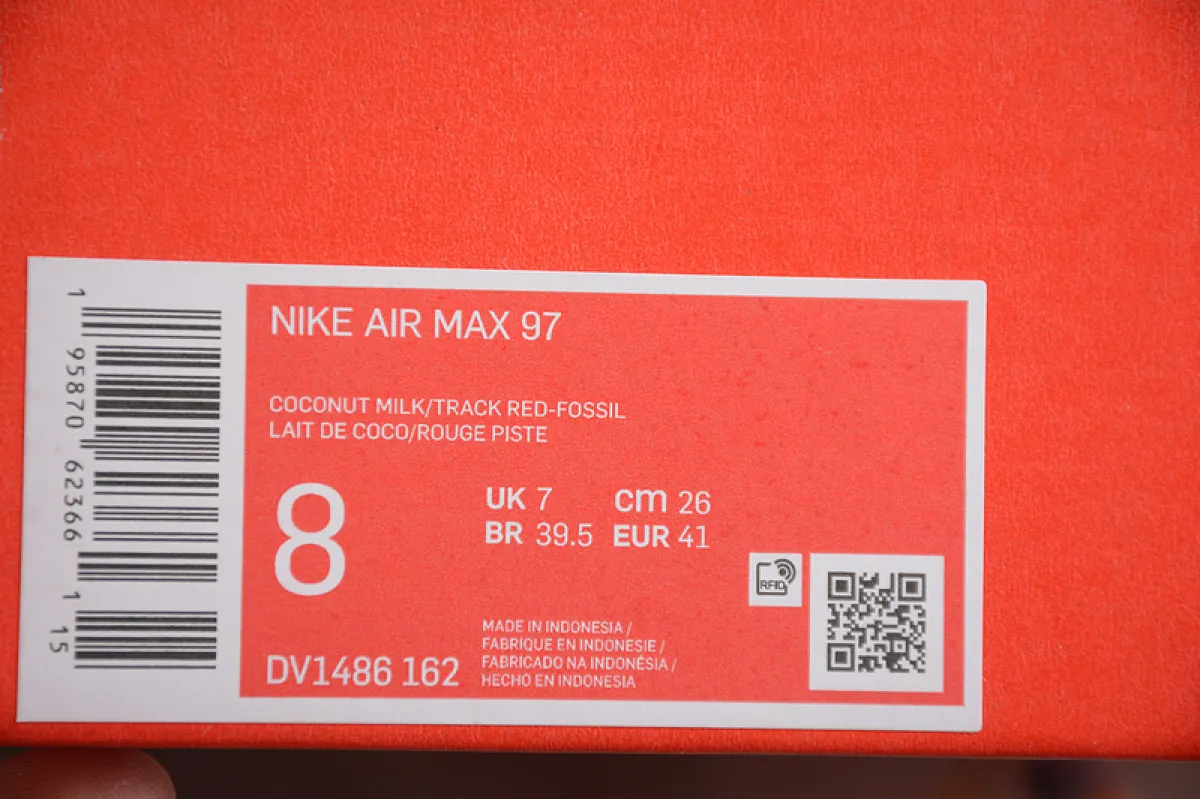 1 95870 62366 1 15
NIKE AIR MAX 97
COCONUT MILK/TRACK RED-FOSSIL
LAIT DE COCO/ROUGE PISTE
8
UK 7 cm 26
BR 39.5 EUR 41
RFID
DV1486 162
MADE IN INDONESIA /
FABRIQUE EN INDONESIE /
FABRICADO NA INDONÉSIA /
HECHO EN INDONESIA